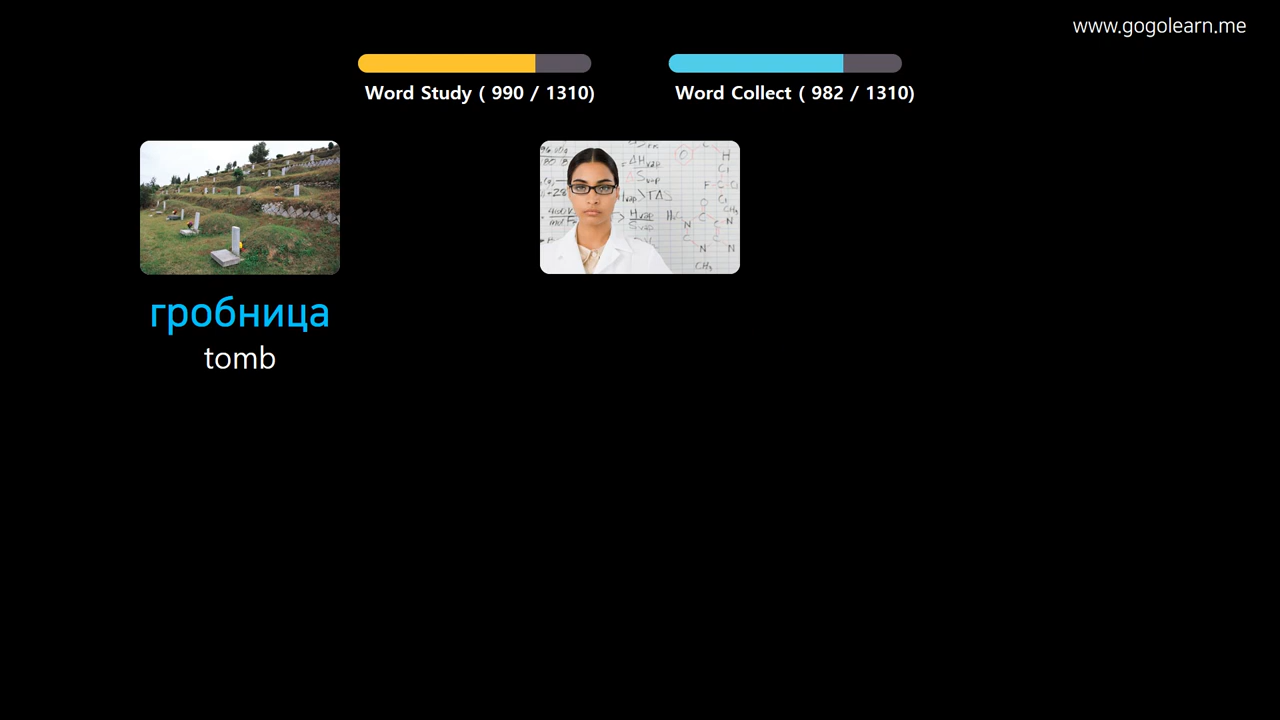 www.gogolearn.me
Word Study ( 990 / 1310)
Word Collect ( 982 / 1310)
гробница
tomb